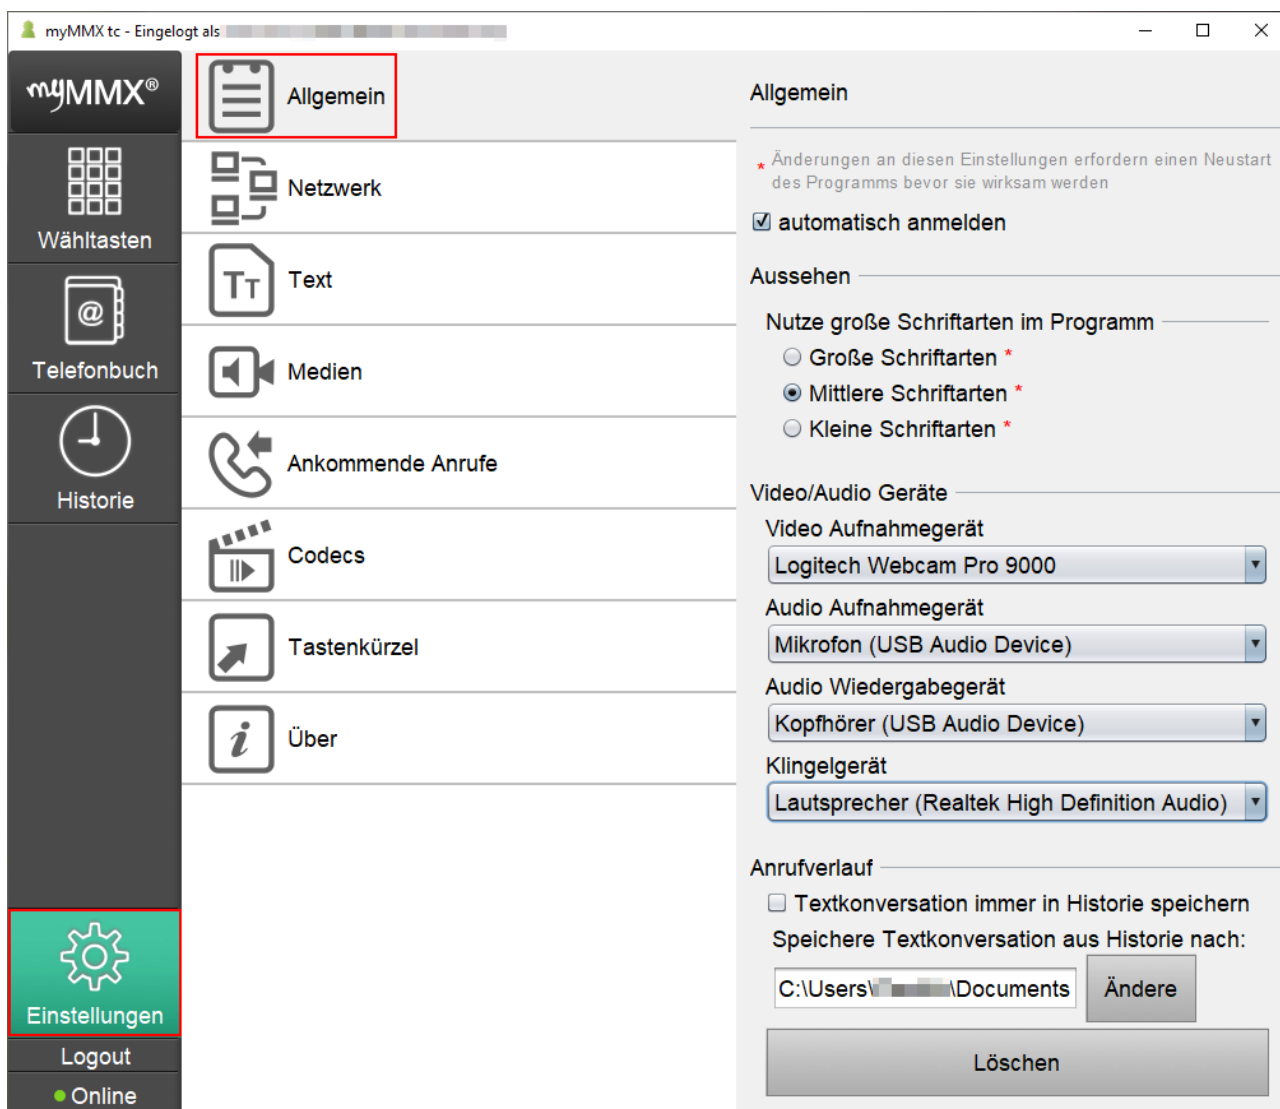 myMMX tc - Eingelogt als
myMMX®
Wähltasten
Telefonbuch
Historie
Einstellungen
Logout
Online
Allgemein
Netzwerk
Text
Medien
Ankommende Anrufe
Codecs
Tastenkürzel
Über
Allgemein
* Änderungen an diesen Einstellungen erfordern einen Neustart
des Programms bevor sie wirksam werden
automatisch anmelden
Aussehen
Nutze große Schriftarten im Programm
Große Schriftarten *
Mittlere Schriftarten *
Kleine Schriftarten *
Video/Audio Geräte
Video Aufnahmegerät
Logitech Webcam Pro 9000
Audio Aufnahmegerät
Mikrofon (USB Audio Device)
Audio Wiedergabegerät
Kopfhörer (USB Audio Device)
Klingelgerät
Lautsprecher (Realtek High Definition Audio)
Anrufverlauf
Textkonversation immer in Historie speichern
Speichere Textkonversation aus Historie nach:
C:\Users\ \Documents
Ändere
Löschen